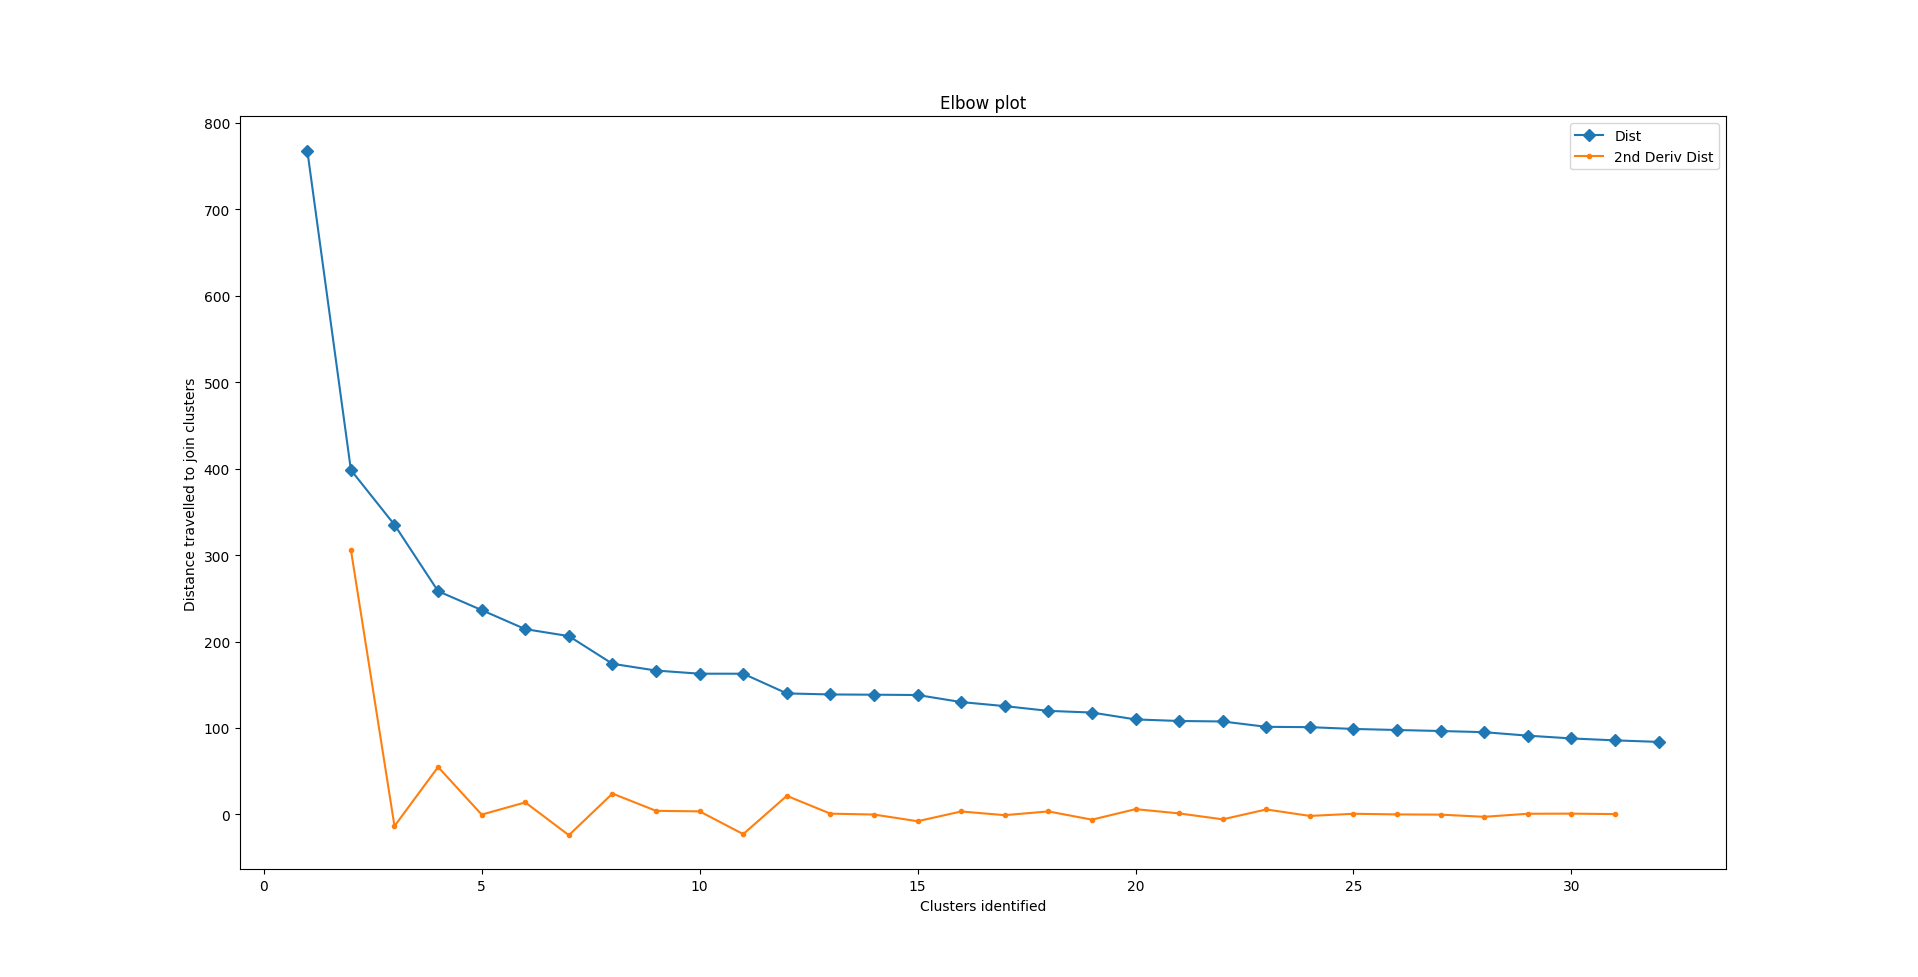 Elbow plot
Dist
2nd Deriv Dist
Distance travelled to join clusters
800
700
600
500
400
300
200
100
0
0 5 10 15 20 25 30
Clusters identified